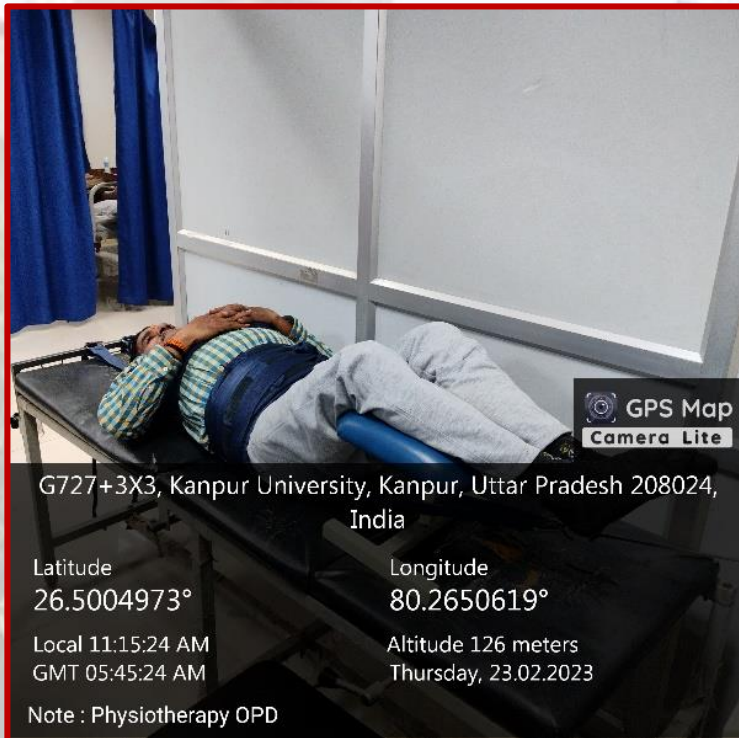 GPS Map
Camera Lite
G727+3X3, Kanpur University, Kanpur, Uttar Pradesh 208024,
India
Latitude
26.5004973°
Longitude
80.2650619°
Local 11:15:24 AM
GMT 05:45:24 AM
Altitude 126 meters
Thursday, 23.02.2023
Note : Physiotherapy OPD